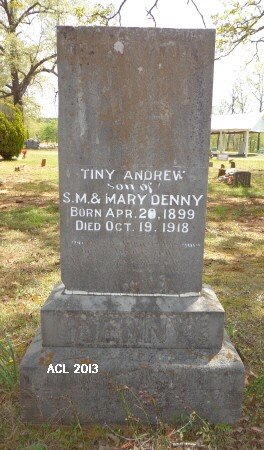 TINY ANDREW
SON OF
S.M.& MARY DENNY
BORN APR. 20 1899
DIED OCT. 19. 1918
DENNY
ACL 2013